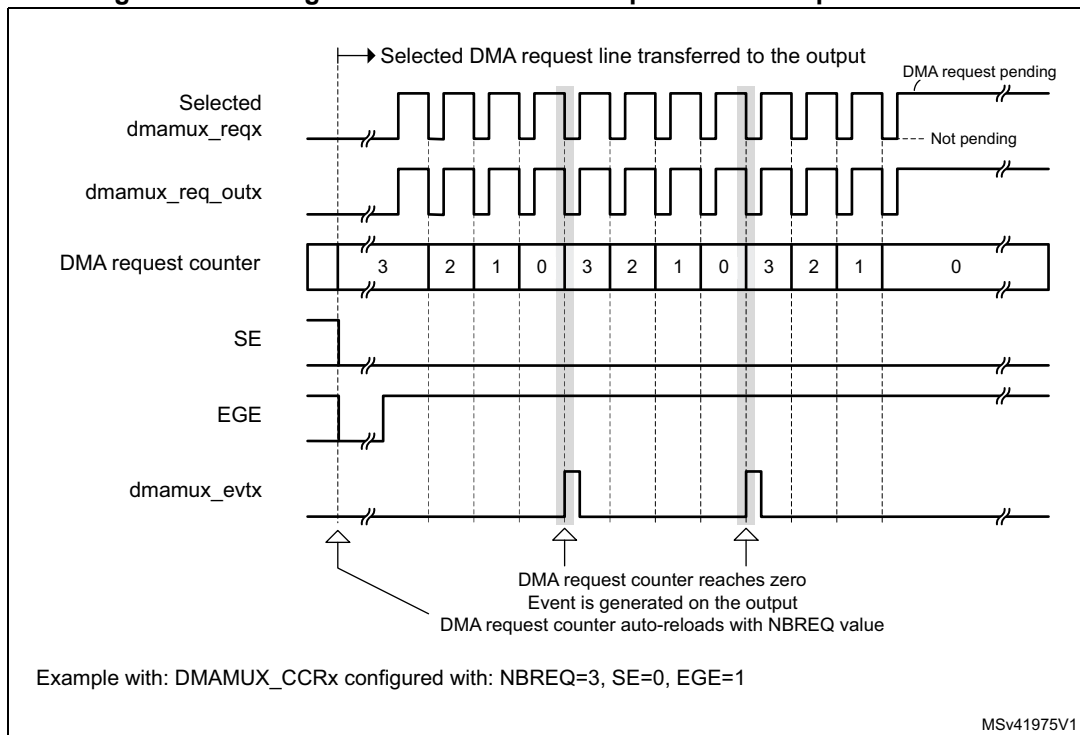 Selected DMA request line transferred to the output
DMA request pending
Selected
dmamux_reqx
Not pending
dmamux_req_outx
DMA request counter
3 2 1 0 3 2 1 0 3 2 1 0
SE
EGE
dmamux_evtx
DMA request counter reaches zero
Event is generated on the output
DMA request counter auto-reloads with NBREQ value
Example with: DMAMUX_CCRx configured with: NBREQ=3, SE=0, EGE=1
MSv41975V1